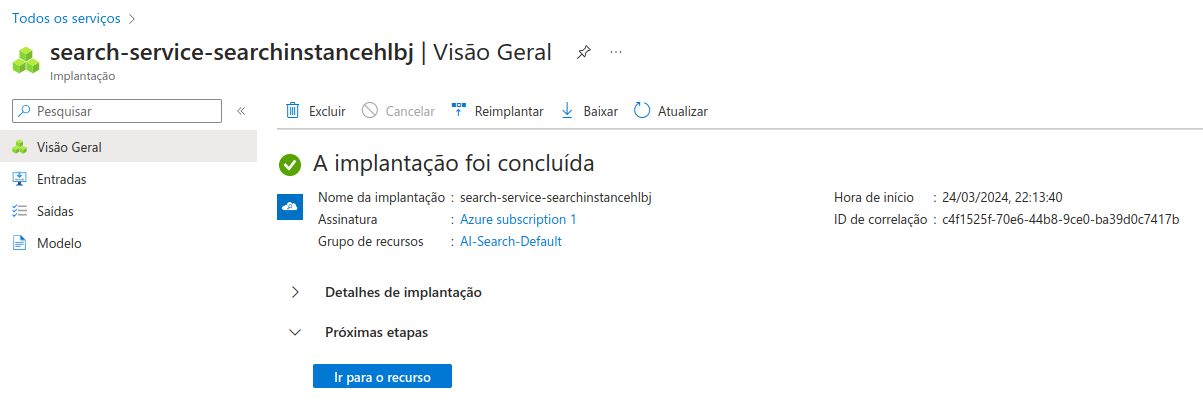 Todos os serviços >
search-service-searchinstancehlbj | Visão Geral ...
Implantação
Pesquisar «
Excluir Cancelar Reimplantar Baixar Atualizar
Visão Geral
Entradas
Saídas
Modelo
A implantação foi concluída
Nome da implantação : search-service-searchinstancehlbj
Assinatura : Azure subscription 1
Grupo de recursos : AI-Search-Default
Hora de início : 24/03/2024, 22:13:40
ID de correlação : c4f1525f-70e6-44b8-9ce0-ba39d0c7417b
Detalhes de implantação
Próximas etapas
Ir para o recurso